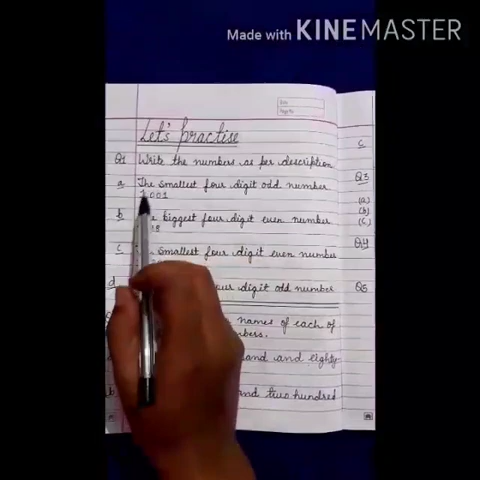 Made with KINEMASTER
Let's practise
Q1 Write the numbers as per description
a The smallest four digit odd number
1001
b biggest four digit even number
c smallest four digit even number
d four digit odd number
names of each of
and eighty
and two hundred
C
Q3
(a)
(b)
(c)
Q4
Q5